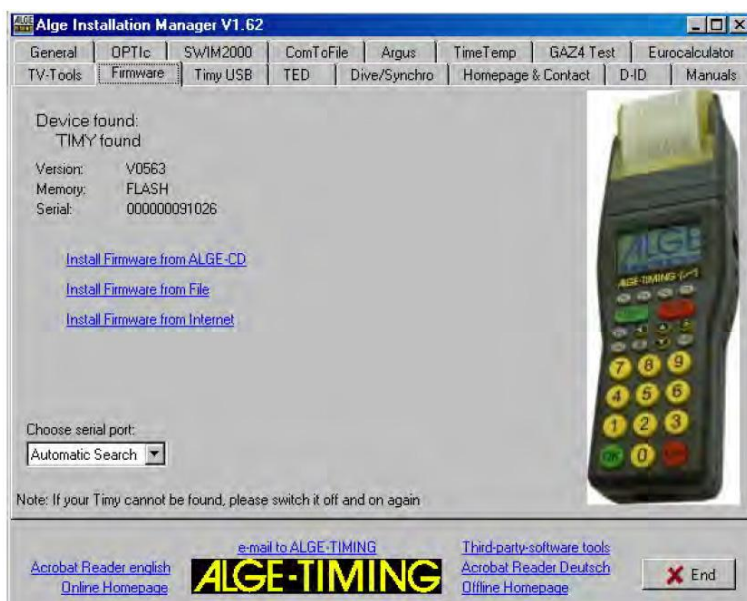 Alge Installation Manager V1.62
General OPTIc SWIM2000 ComToFile Argus TimeTemp GAZ4 Test Eurocalculator
TV-Tools Firmware Timy USB TED Dive/Synchro Homepage & Contact D-ID Manuals
Device found:
TIMY found
Version: V0563
Memory: FLASH
Serial: 000000091026
Install Firmware from ALGE-CD
Install Firmware from File
Install Firmware from Internet
ALGE
ALGE-TIMING
7 8 9
4 5 6
1 2 3
OK 0
Choose serial port:
Automatic Search
Note: If your Timy cannot be found, please switch it off and on again
e-mail to ALGE-TIMING Third-party-software tools
Acrobat Reader english ALGE-TIMING Acrobat Reader Deutsch End
Online Homepage Offline Homepage